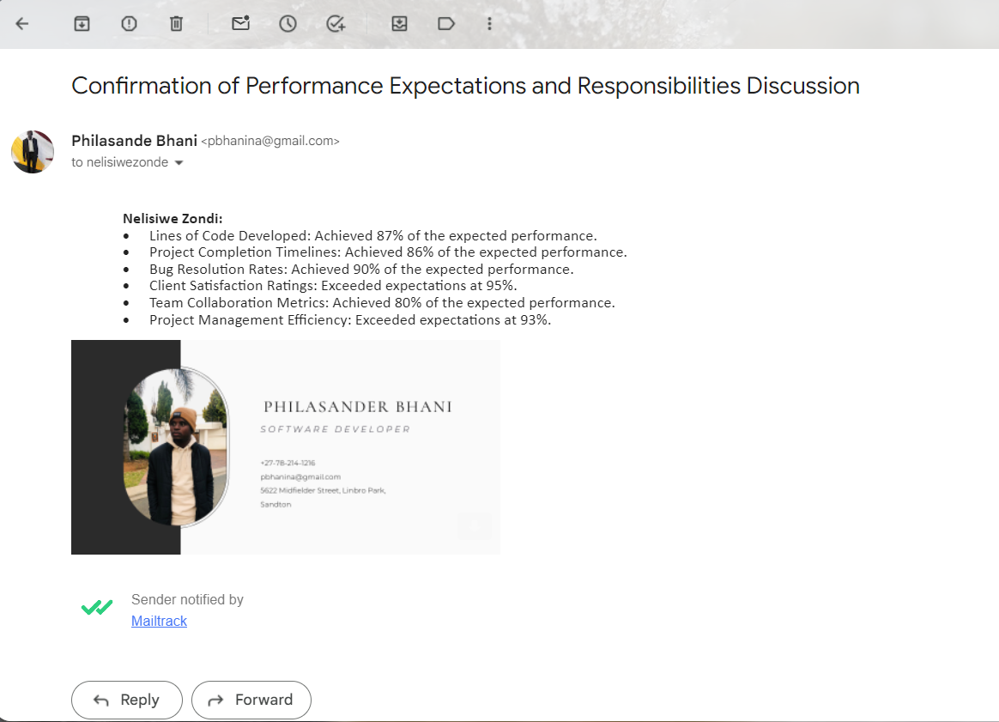 Confirmation of Performance Expectations and Responsibilities Discussion
Philasande Bhani <pbhanina@gmail.com>
to nelisiwezonde
Nelisiwe Zondi:
• Lines of Code Developed: Achieved 87% of the expected performance.
• Project Completion Timelines: Achieved 86% of the expected performance.
• Bug Resolution Rates: Achieved 90% of the expected performance.
• Client Satisfaction Ratings: Exceeded expectations at 95%.
• Team Collaboration Metrics: Achieved 80% of the expected performance.
• Project Management Efficiency: Exceeded expectations at 93%.
PHILASANDER BHANI
SOFTWARE DEVELOPER
+27-78-214-1216
pbhanina@gmail.com
5622 Midfielder Street, Linbro Park,
Sandton
Sender notified by
Mailtrack
Reply
Forward